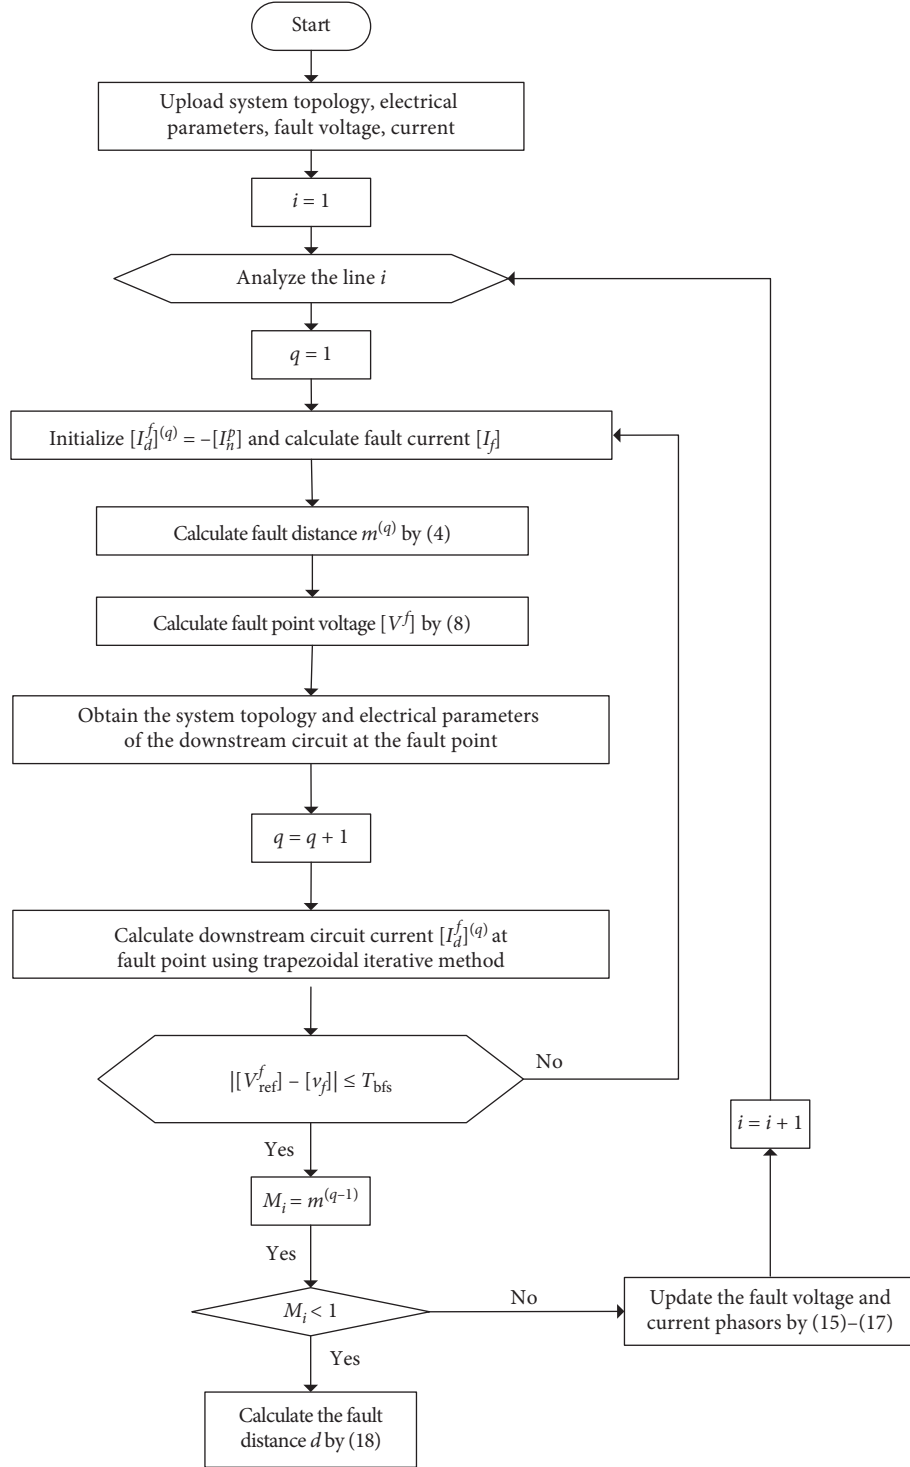 Start
Upload system topology, electrical
parameters, fault voltage, current
i = 1
Analyze the line i
q = 1
Initialize [I_d^f]^(q) = –[I_n^p] and calculate fault current [I_f]
Calculate fault distance m^(q) by (4)
Calculate fault point voltage [V^f] by (8)
Obtain the system topology and electrical parameters
of the downstream circuit at the fault point
q = q + 1
Calculate downstream circuit current [I_d^f]^(q) at
fault point using trapezoidal iterative method
No
|[V_ref^f] – [v_f]| ≤ T_bfs
i = i + 1
Yes
M_i = m^(q–1)
Yes
No
M_i < 1
Update the fault voltage and
current phasors by (15)–(17)
Yes
Calculate the fault
distance d by (18)